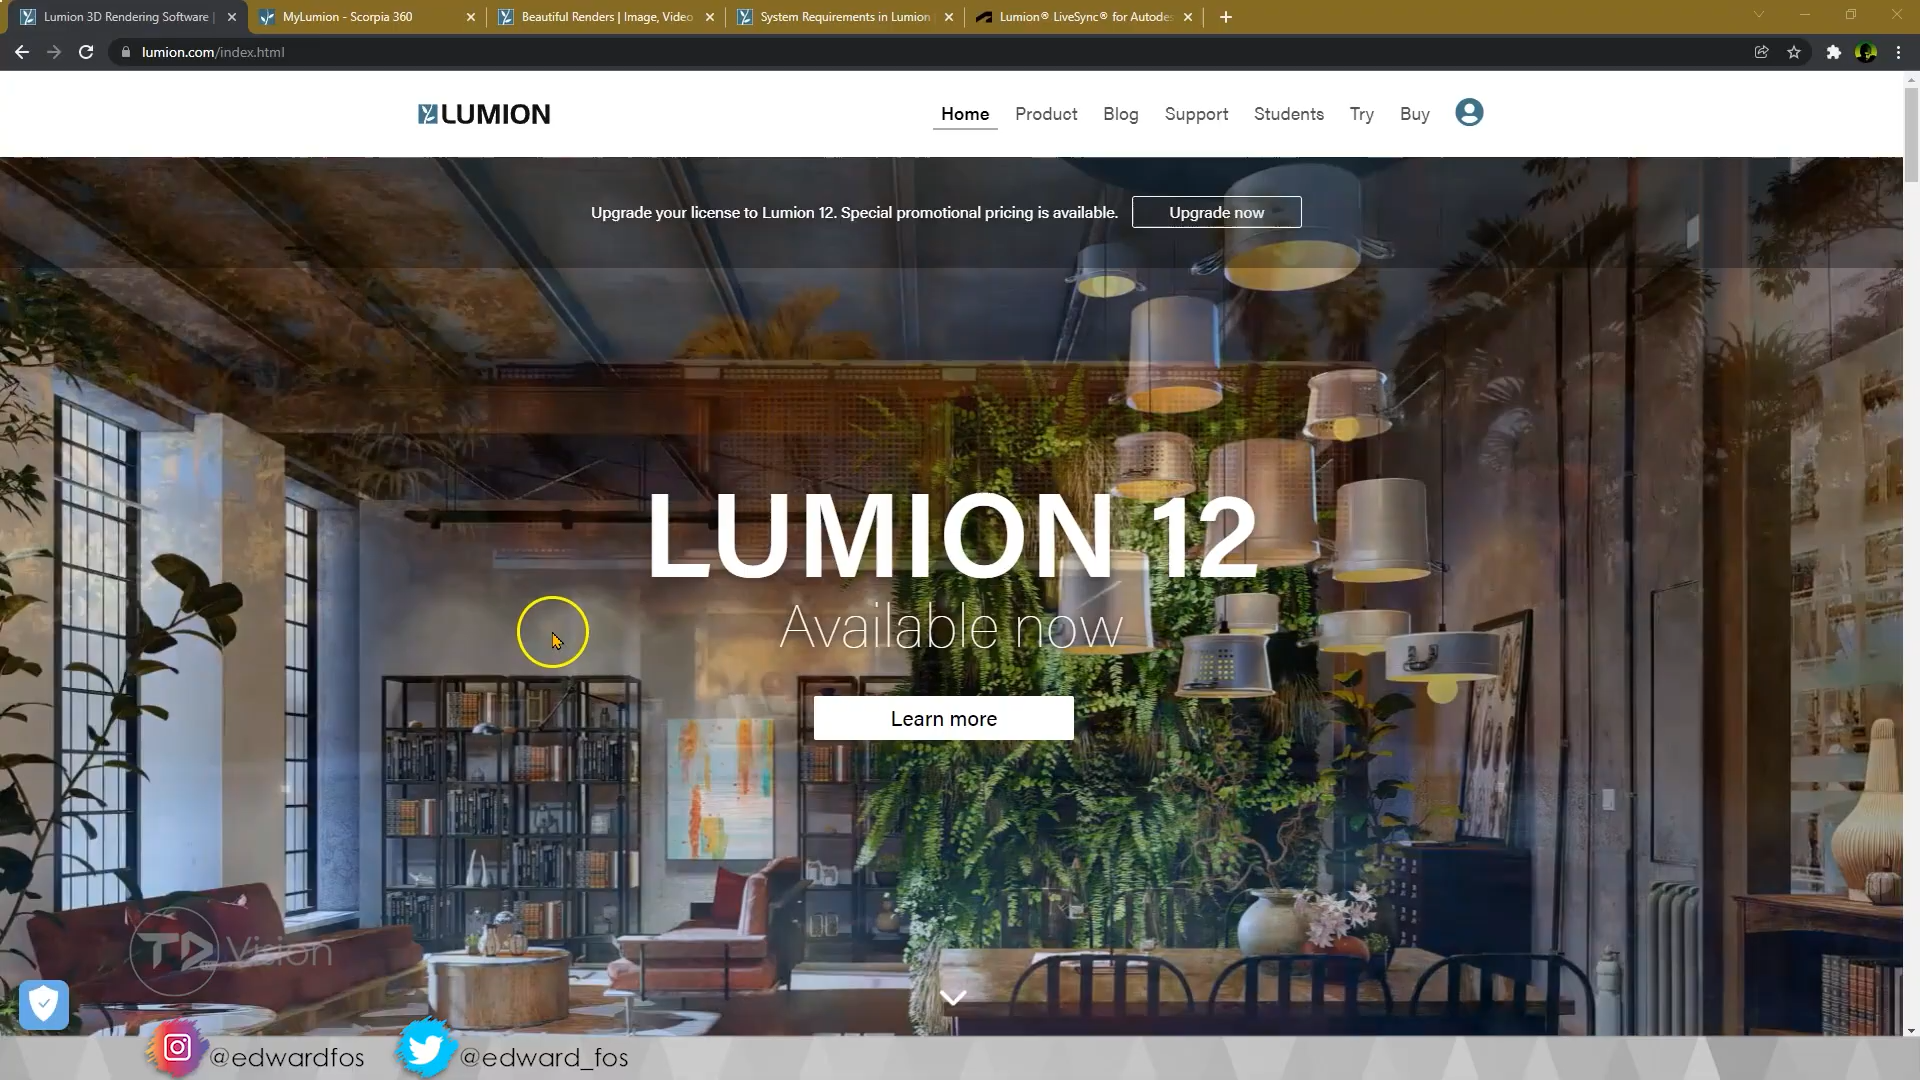 Lumion 3D Rendering Software |
MyLumion - Scorpia 360
Beautiful Renders | Image, Video
System Requirements in Lumion
Lumion® LiveSync® for Autodes
lumion.com/index.html
LUMION
Home Product Blog Support Students Try Buy
Upgrade your license to Lumion 12. Special promotional pricing is available. Upgrade now
LUMION 12
Available now
Learn more
Vision
@edwardfos @edward_fos